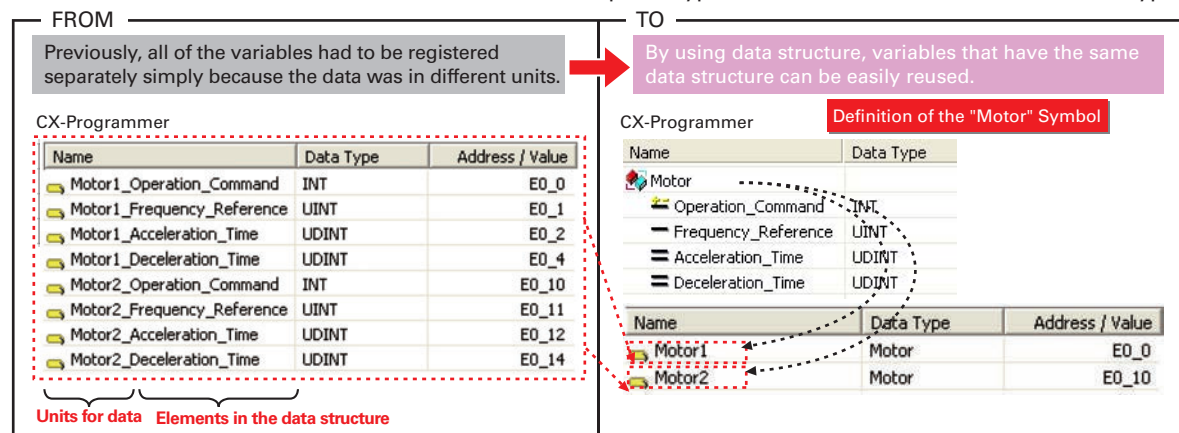 FROM
Previously, all of the variables had to be registered
separately simply because the data was in different units.
CX-Programmer
Name Data Type Address / Value
Motor1_Operation_Command INT E0_0
Motor1_Frequency_Reference UINT E0_1
Motor1_Acceleration_Time UDINT E0_2
Motor1_Deceleration_Time UDINT E0_4
Motor2_Operation_Command INT E0_10
Motor2_Frequency_Reference UINT E0_11
Motor2_Acceleration_Time UDINT E0_12
Motor2_Deceleration_Time UDINT E0_14
Units for data Elements in the data structure
TO
By using data structure, variables that have the same
data structure can be easily reused.
CX-Programmer
Definition of the "Motor" Symbol
Name Data Type
Motor
Operation_Command INT
Frequency_Reference UINT
Acceleration_Time UDINT
Deceleration_Time UDINT
Name Data Type Address / Value
Motor1 Motor E0_0
Motor2 Motor E0_10